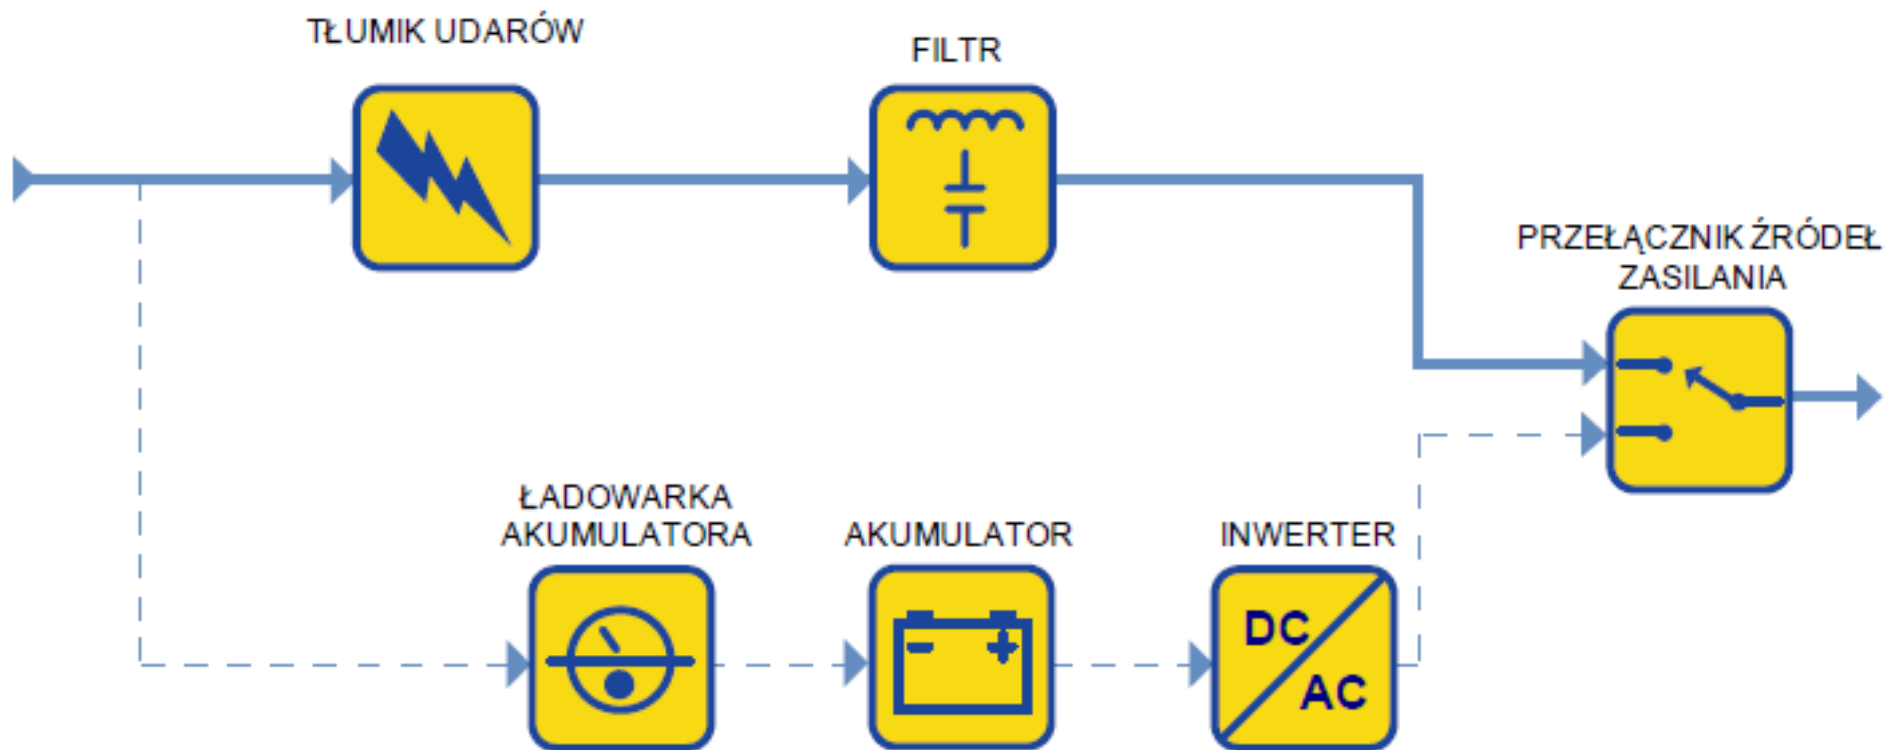 TŁUMIK UDARÓW
FILTR
PRZEŁĄCZNIK ŹRÓDEŁ
ZASILANIA
ŁADOWARKA
AKUMULATORA
AKUMULATOR
INWERTER
DC
AC